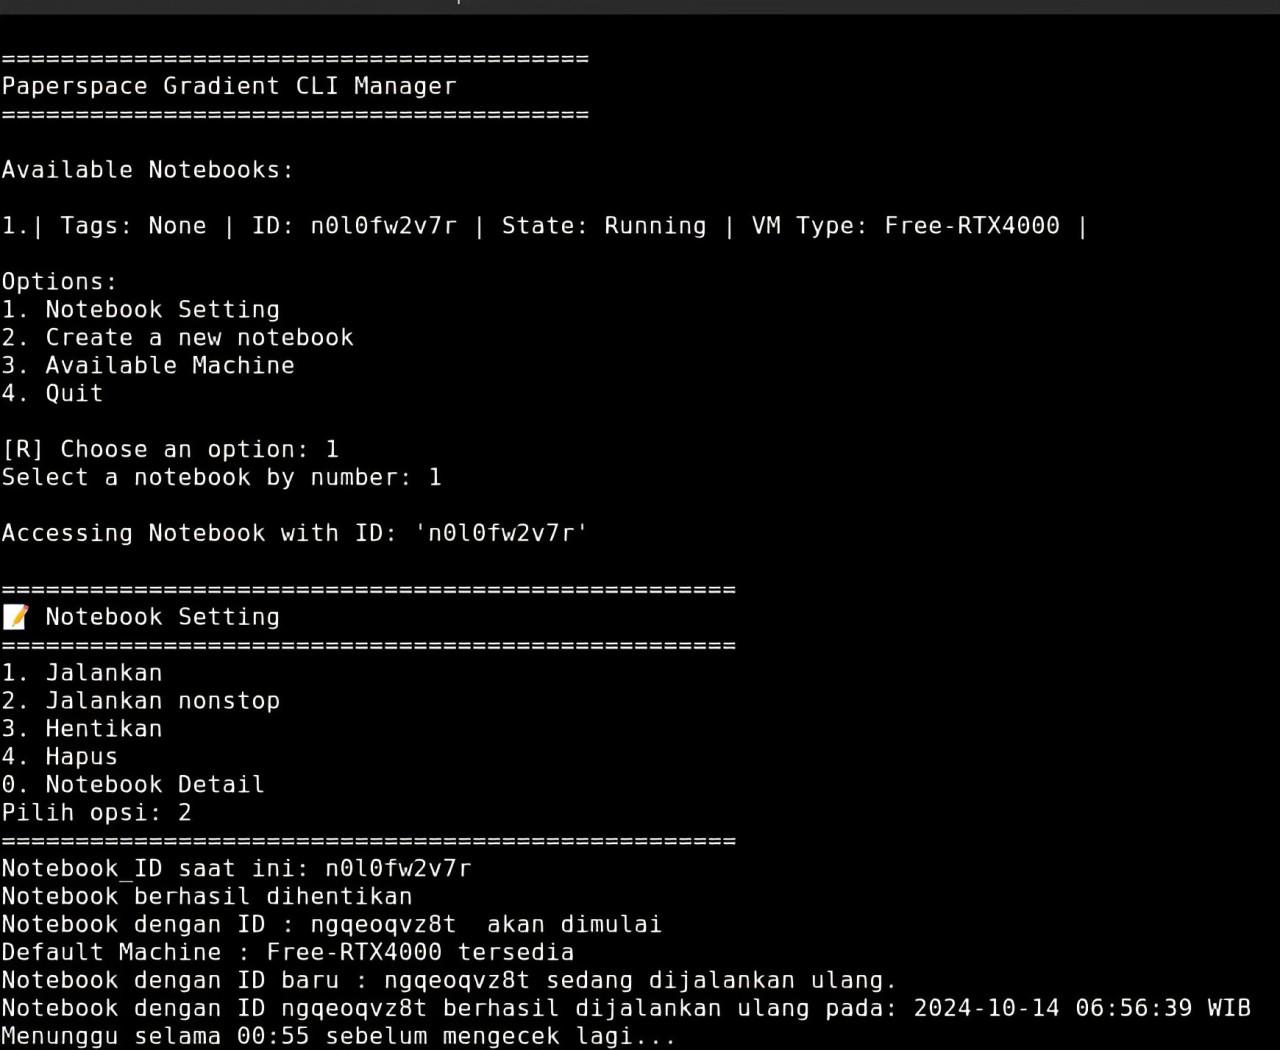 ========================================
Paperspace Gradient CLI Manager
========================================
Available Notebooks:
1.| Tags: None | ID: n0l0fw2v7r | State: Running | VM Type: Free-RTX4000 |
Options:
1. Notebook Setting
2. Create a new notebook
3. Available Machine
4. Quit
[R] Choose an option: 1
Select a notebook by number: 1
Accessing Notebook with ID: 'n0l0fw2v7r'
==================================================
📝 Notebook Setting
==================================================
1. Jalankan
2. Jalankan nonstop
3. Hentikan
4. Hapus
0. Notebook Detail
Pilih opsi: 2
==================================================
Notebook_ID saat ini: n0l0fw2v7r
Notebook berhasil dihentikan
Notebook dengan ID : ngqeoqvz8t  akan dimulai
Default Machine : Free-RTX4000 tersedia
Notebook dengan ID baru : ngqeoqvz8t sedang dijalankan ulang.
Notebook dengan ID ngqeoqvz8t berhasil dijalankan ulang pada: 2024-10-14 06:56:39 WIB
Menunggu selama 00:55 sebelum mengecek lagi...